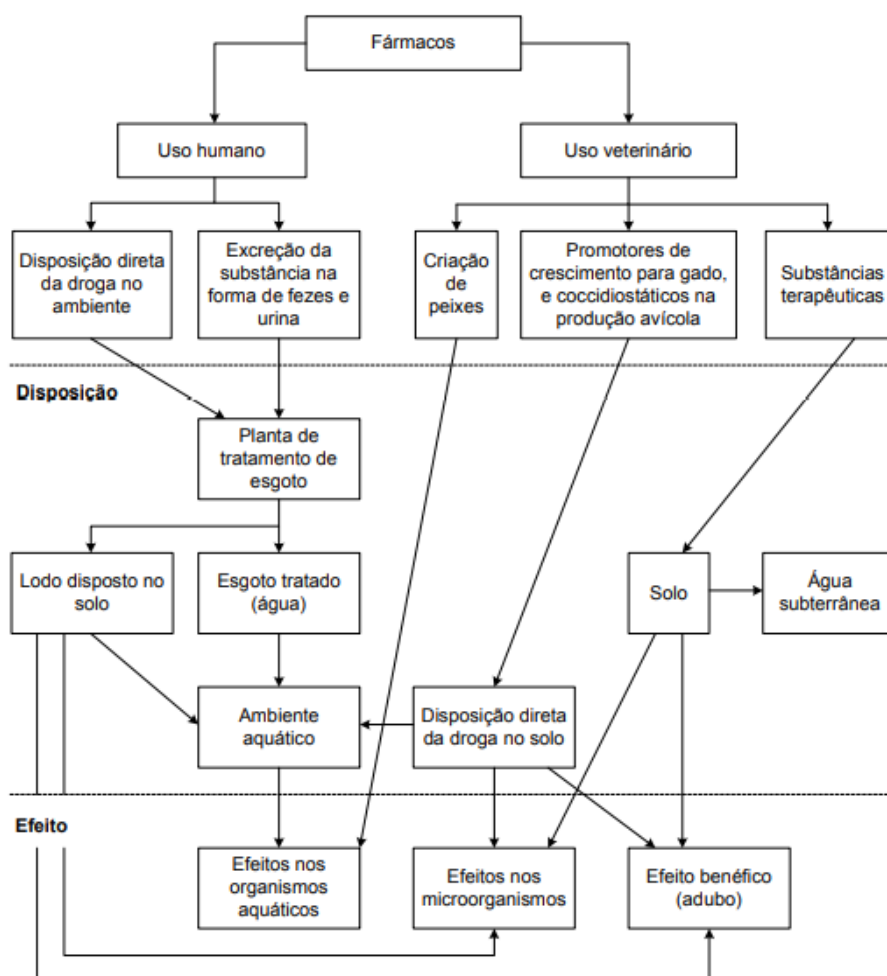 Fármacos
Uso humano
Uso veterinário
Disposição direta
da droga no
ambiente
Excreção da
substância na
forma de fezes e
urina
Criação
de
peixes
Promotores de
crescimento para gado,
e coccidiostáticos na
produção avícola
Substâncias
terapêuticas
Disposição
Planta de
tratamento de
esgoto
Lodo disposto no
solo
Esgoto tratado
(água)
Solo
Água
subterrânea
Ambiente
aquático
Disposição direta
da droga no solo
Efeito
Efeitos nos
organismos
aquáticos
Efeitos nos
microorganismos
Efeito benéfico
(adubo)